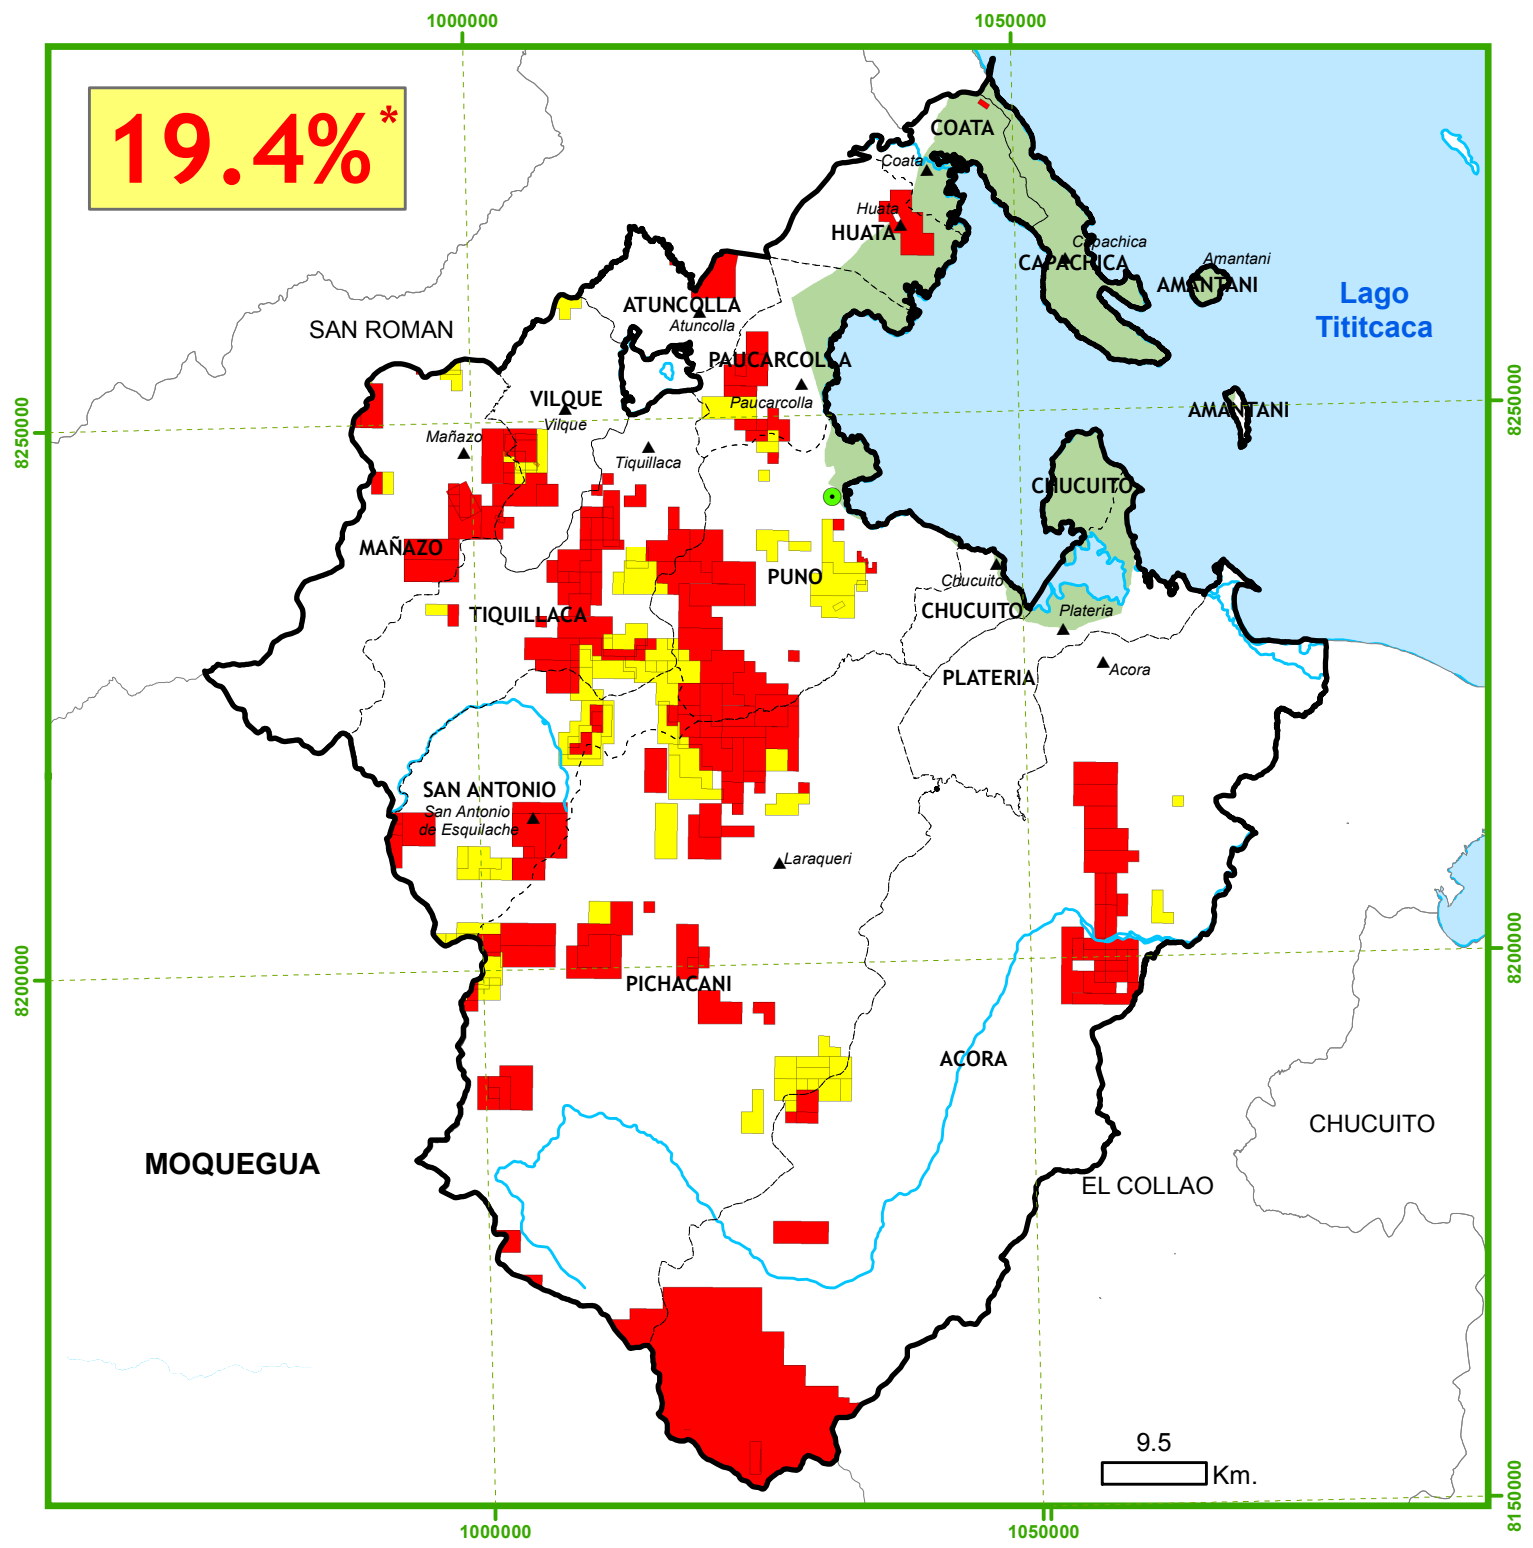 1000000
1050000
19.4%*
COATA
Coata
Huata
HUATA
Capachica
CAPACHICA
Amantani
AMANTANI
Lago
Tititcaca
SAN ROMAN
ATUNCOLLA
Atuncolla
PAUCARCOLLA
Paucarcolla
VILQUE
Vilque
AMANTANI
8250000
8250000
Mañazo
Tiquillaca
CHUCUITO
MAÑAZO
PUNO
Chucuito
CHUCUITO
Plateria
TIQUILLACA
PLATERIA
Acora
SAN ANTONIO
San Antonio
de Esquilache
Laraqueri
8200000
8200000
PICHACANI
ACORA
CHUCUITO
MOQUEGUA
EL COLLAO
9.5
Km.
8150000
1000000
1050000